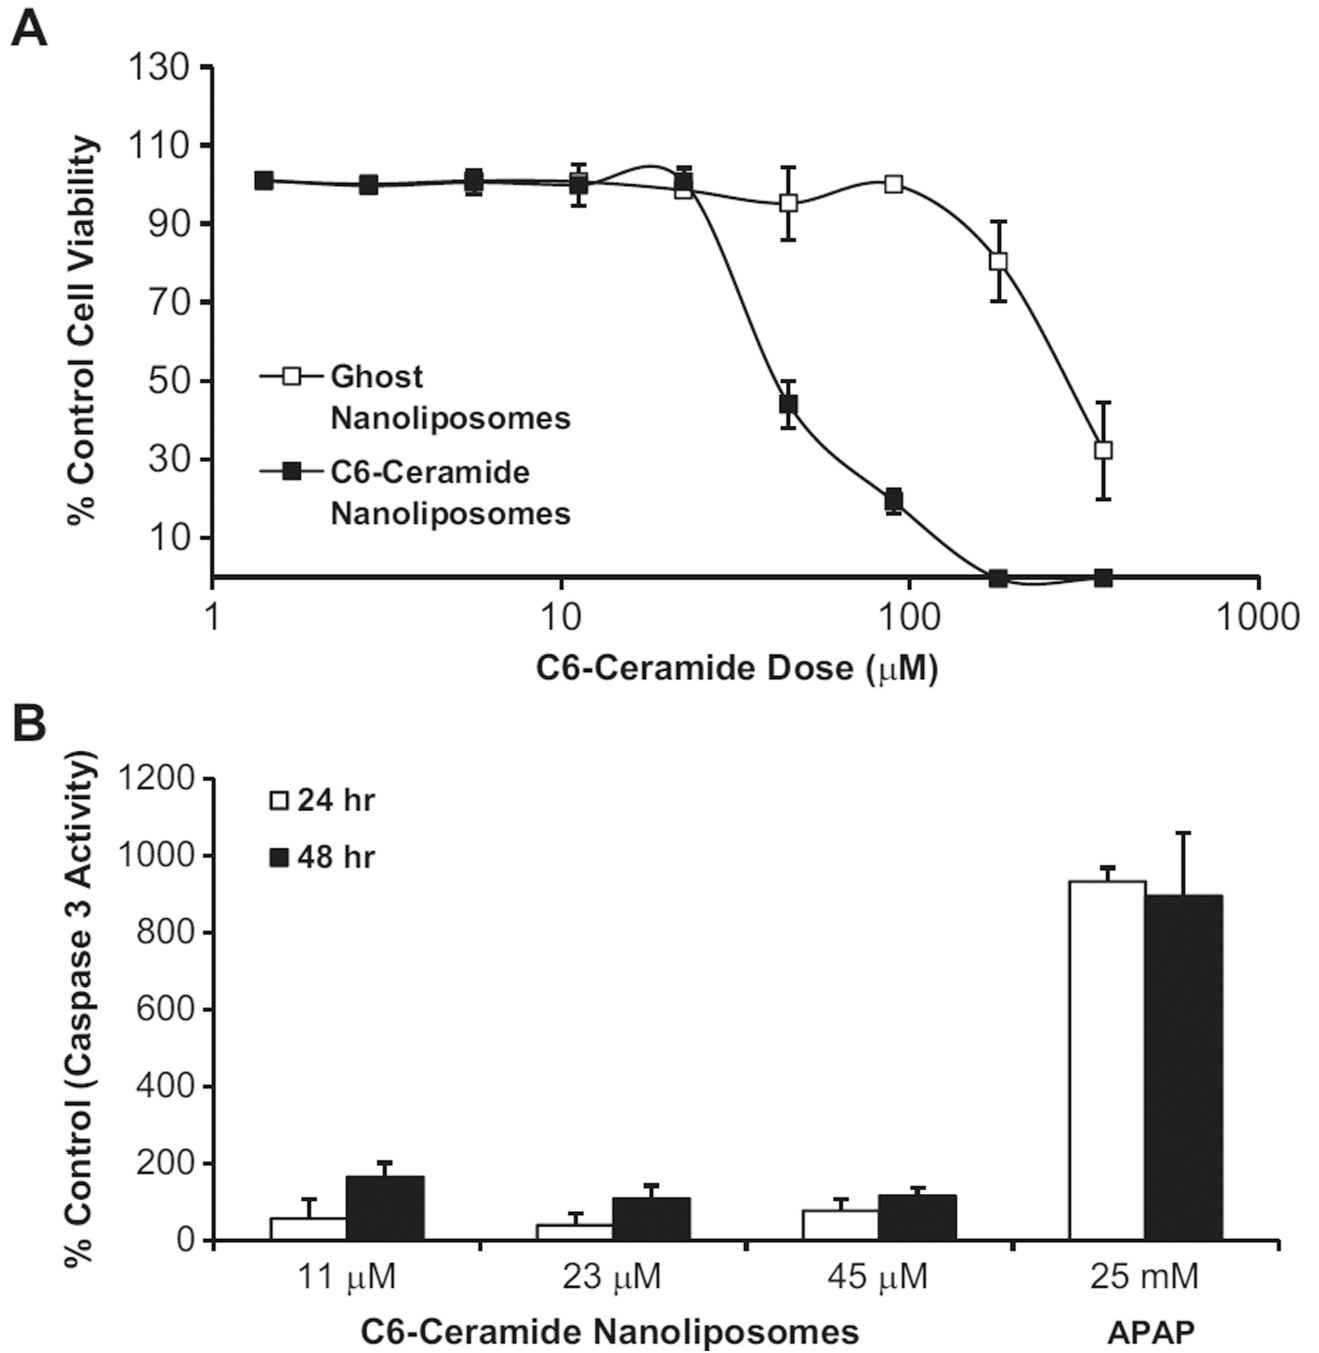 A
130
110
90
70
50
30
10
% Control Cell Viability
Ghost
Nanoliposomes
C6-Ceramide
Nanoliposomes
1 10 100 1000
C6-Ceramide Dose (μM)
B
1200
1000
800
600
400
200
0
% Control (Caspase 3 Activity)
24 hr
48 hr
11 μM 23 μM 45 μM 25 mM
C6-Ceramide Nanoliposomes APAP